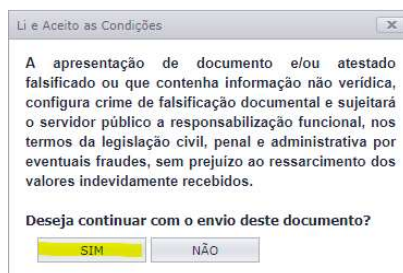 Li e Aceito as Condições
A apresentação de documento e/ou atestado
falsificado ou que contenha informação não verídica,
configura crime de falsificação documental e sujeitará
o servidor público a responsabilização funcional, nos
termos da legislação civil, penal e administrativa por
eventuais fraudes, sem prejuízo ao ressarcimento dos
valores indevidamente recebidos.
Deseja continuar com o envio deste documento?
SIM NÃO